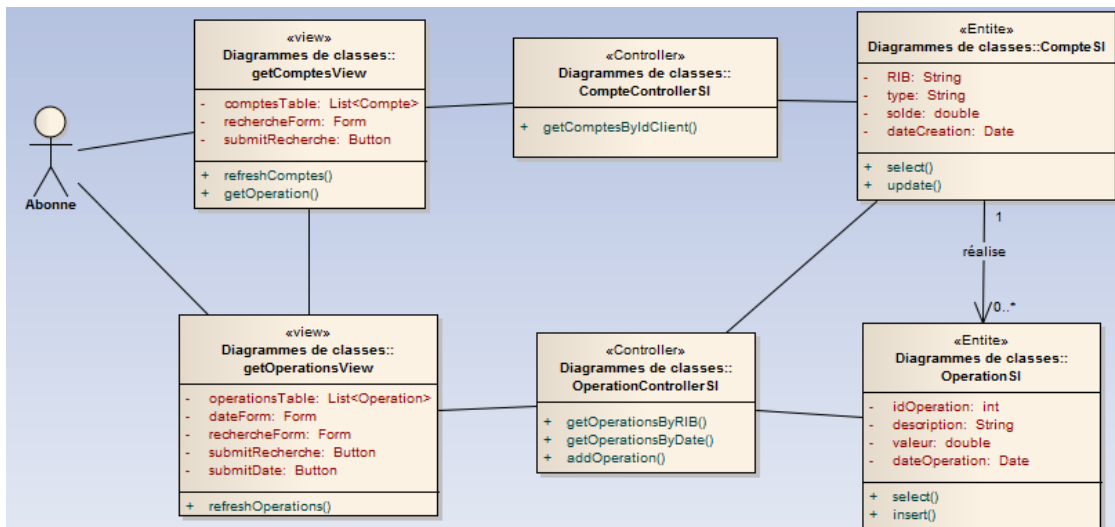 Abonne
«view»
Diagrammes de classes::
getComptesView
- comptesTable: List<Compte>
- rechercheForm: Form
- submitRecherche: Button
+ refreshComptes()
+ getOperation()
«Controller»
Diagrammes de classes::
CompteControllerSI
+ getComptesByIdClient()
«Entite»
Diagrammes de classes::CompteSI
- RIB: String
- type: String
- solde: double
- dateCreation: Date
+ select()
+ update()
1
réalise
0..*
«view»
Diagrammes de classes::
getOperationsView
- operationsTable: List<Operation>
- dateForm: Form
- rechercheForm: Form
- submitRecherche: Button
- submitDate: Button
+ refreshOperations()
«Controller»
Diagrammes de classes::
OperationControllerSI
+ getOperationsByRIB()
+ getOperationsByDate()
+ addOperation()
«Entite»
Diagrammes de classes::
OperationSI
- idOperation: int
- description: String
- valeur: double
- dateOperation: Date
+ select()
+ insert()